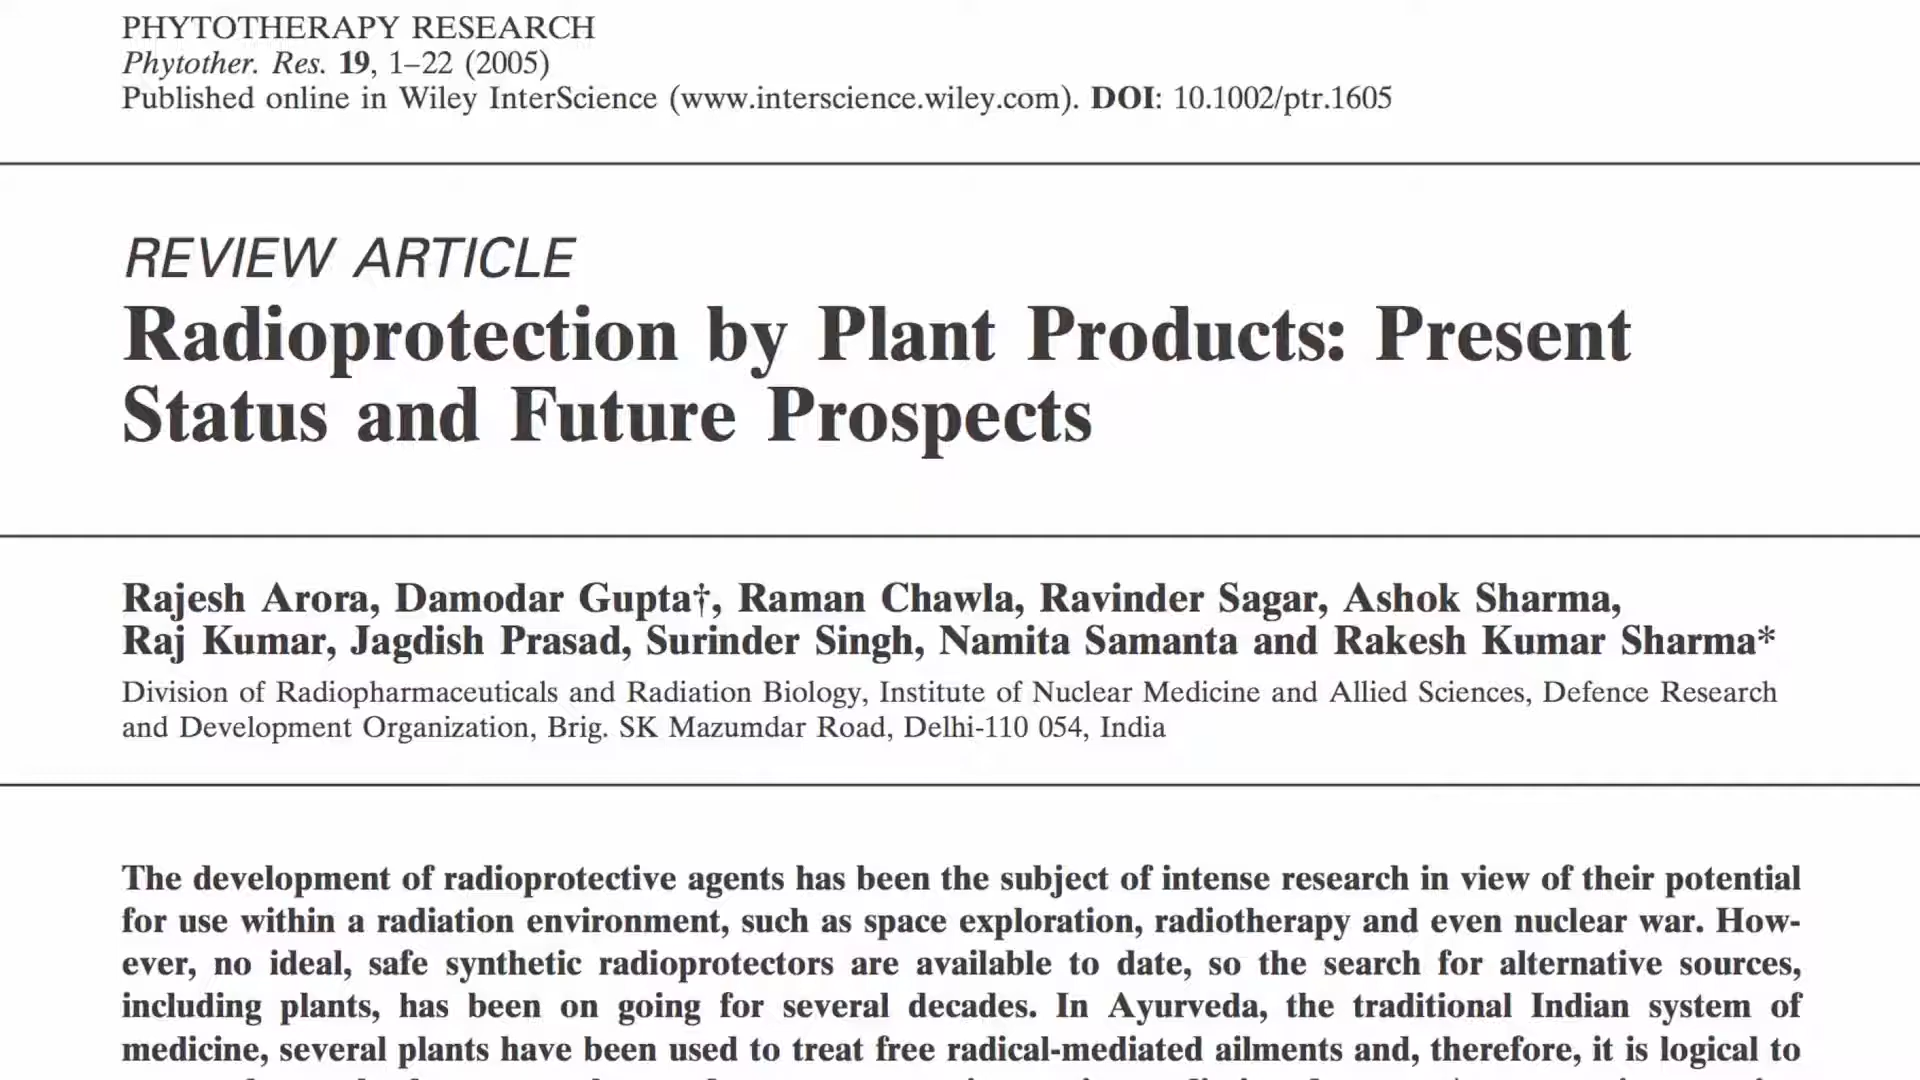 PHYTOTHERAPY RESEARCH
Phytother. Res. 19, 1–22 (2005)
Published online in Wiley InterScience (www.interscience.wiley.com). DOI: 10.1002/ptr.1605
REVIEW ARTICLE
Radioprotection by Plant Products: Present
Status and Future Prospects
Rajesh Arora, Damodar Gupta†, Raman Chawla, Ravinder Sagar, Ashok Sharma,
Raj Kumar, Jagdish Prasad, Surinder Singh, Namita Samanta and Rakesh Kumar Sharma*
Division of Radiopharmaceuticals and Radiation Biology, Institute of Nuclear Medicine and Allied Sciences, Defence Research
and Development Organization, Brig. SK Mazumdar Road, Delhi-110 054, India
The development of radioprotective agents has been the subject of intense research in view of their potential
for use within a radiation environment, such as space exploration, radiotherapy and even nuclear war. How-
ever, no ideal, safe synthetic radioprotectors are available to date, so the search for alternative sources,
including plants, has been on going for several decades. In Ayurveda, the traditional Indian system of
medicine, several plants have been used to treat free radical-mediated ailments and, therefore, it is logical to